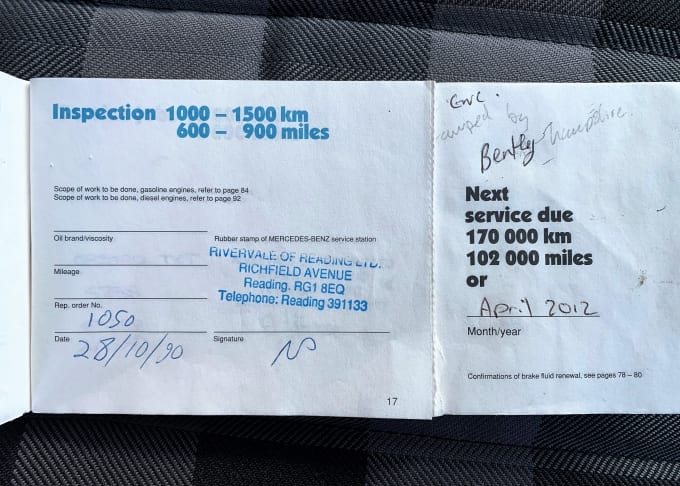 Inspection 1000 – 1500 km
600 – 900 miles
Scope of work to be done, gasoline engines, refer to page 84
Scope of work to be done, diesel engines, refer to page 92
Oil brand/viscosity
Rubber stamp of MERCEDES-BENZ service station
RIVERVALE OF READING LTD.
RICHFIELD AVENUE
Reading. RG1 8EQ
Telephone: Reading 391133
Mileage
Rep. order No.
1050
Date
28/10/90
Signature
17
by
Bently Hampshire.
Next
service due
170 000 km
102 000 miles
or
April 2012
Month/year
Confirmations of brake fluid renewal, see pages 78 – 80